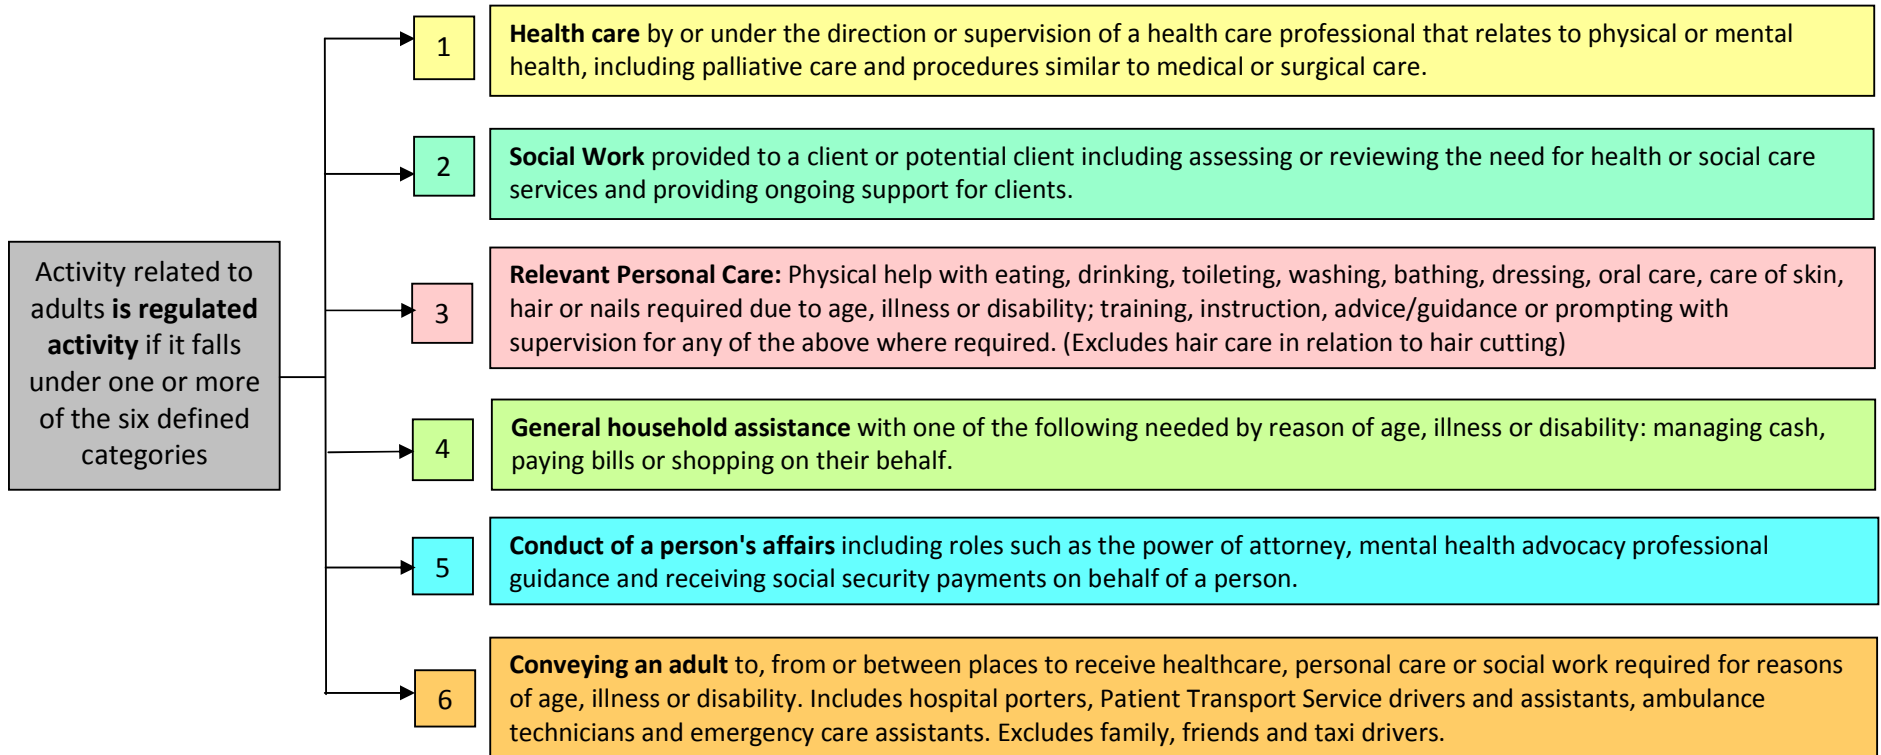 Activity related to
adults is regulated
activity if it falls
under one or more
of the six defined
categories
1
Health care by or under the direction or supervision of a health care professional that relates to physical or mental
health, including palliative care and procedures similar to medical or surgical care.
2
Social Work provided to a client or potential client including assessing or reviewing the need for health or social care
services and providing ongoing support for clients.
3
Relevant Personal Care: Physical help with eating, drinking, toileting, washing, bathing, dressing, oral care, care of skin,
hair or nails required due to age, illness or disability; training, instruction, advice/guidance or prompting with
supervision for any of the above where required. (Excludes hair care in relation to hair cutting)
4
General household assistance with one of the following needed by reason of age, illness or disability: managing cash,
paying bills or shopping on their behalf.
5
Conduct of a person's affairs including roles such as the power of attorney, mental health advocacy professional
guidance and receiving social security payments on behalf of a person.
6
Conveying an adult to, from or between places to receive healthcare, personal care or social work required for reasons
of age, illness or disability. Includes hospital porters, Patient Transport Service drivers and assistants, ambulance
technicians and emergency care assistants. Excludes family, friends and taxi drivers.